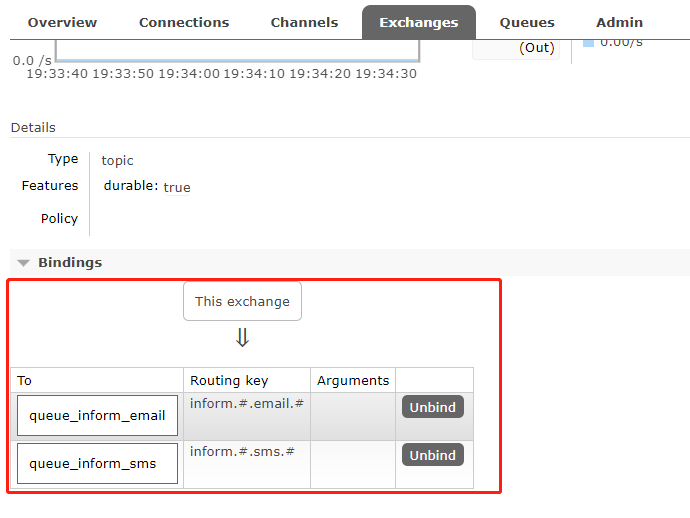 Overview Connections Channels Exchanges Queues Admin
0.0 /s
(Out) 0.00/s
19:33:40 19:33:50 19:34:00 19:34:10 19:34:20 19:34:30
Details
Type topic
Features durable: true
Policy
Bindings
This exchange
⇓
To Routing key Arguments
queue_inform_email inform.#.email.# Unbind
queue_inform_sms inform.#.sms.# Unbind